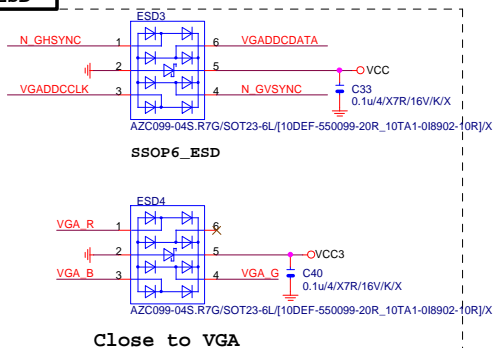 ESD3
N_GHSYNC 1 6 VGADDCDATA
2 5 VCC
VGADDCCLK 3 4 N_GVSYNC
C33
0.1u/4/X7R/16V/K/X
AZC099-04S.R7G/SOT23-6L/[10DEF-550099-20R_10TA1-0I8902-10R]/X
SSOP6_ESD
ESD4
VGA_R 1 6
2 5 VCC3
VGA_B 3 4 VGA_G
C40
0.1u/4/X7R/16V/K/X
AZC099-04S.R7G/SOT23-6L/[10DEF-550099-20R_10TA1-0I8902-10R]/X
Close to VGA